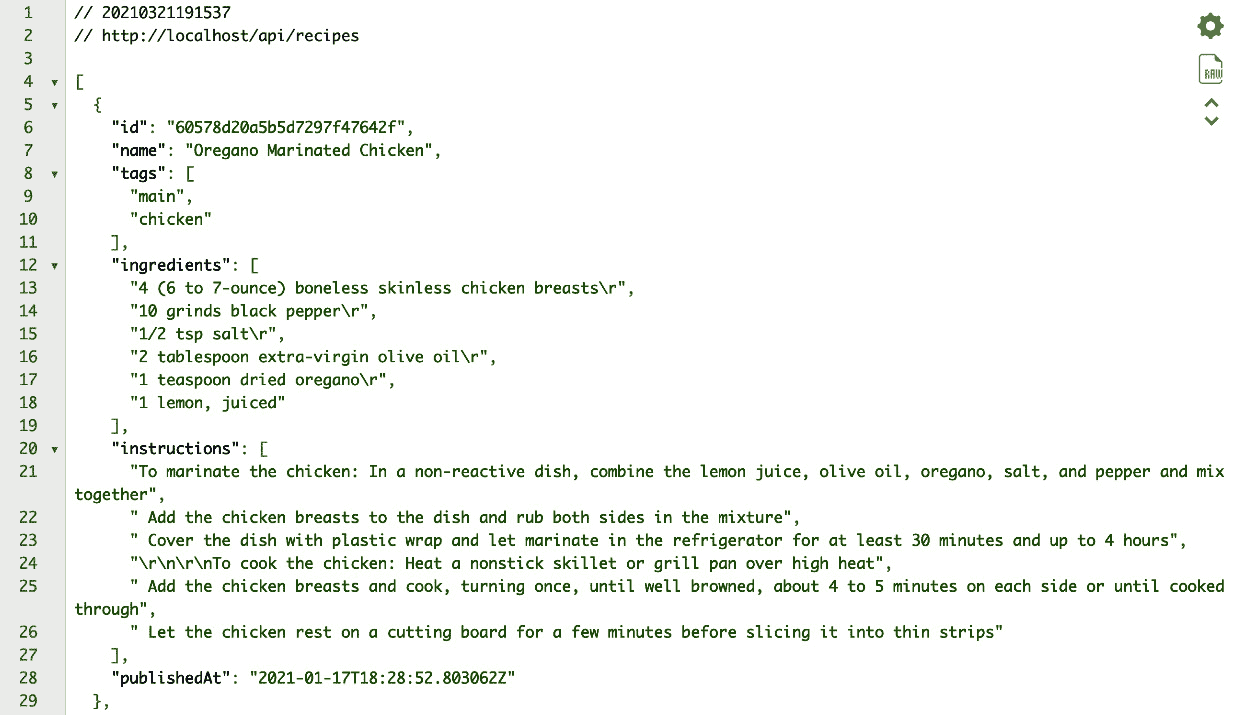 1 // 20210321191537
2 // http://localhost/api/recipes
3
4 ▾ [
5 ▾ {
6 "id": "60578d20a5b5d7297f47642f",
7 "name": "Oregano Marinated Chicken",
8 ▾ "tags": [
9 "main",
10 "chicken"
11 ],
12 ▾ "ingredients": [
13 "4 (6 to 7-ounce) boneless skinless chicken breasts\r",
14 "10 grinds black pepper\r",
15 "1/2 tsp salt\r",
16 "2 tablespoon extra-virgin olive oil\r",
17 "1 teaspoon dried oregano\r",
18 "1 lemon, juiced"
19 ],
20 ▾ "instructions": [
21 "To marinate the chicken: In a non-reactive dish, combine the lemon juice, olive oil, oregano, salt, and pepper and mix
together",
22 " Add the chicken breasts to the dish and rub both sides in the mixture",
23 " Cover the dish with plastic wrap and let marinate in the refrigerator for at least 30 minutes and up to 4 hours",
24 "\r\n\r\nTo cook the chicken: Heat a nonstick skillet or grill pan over high heat",
25 " Add the chicken breasts and cook, turning once, until well browned, about 4 to 5 minutes on each side or until cooked
through",
26 " Let the chicken rest on a cutting board for a few minutes before slicing it into thin strips"
27 ],
28 "publishedAt": "2021-01-17T18:28:52.803062Z"
29 },
RAW